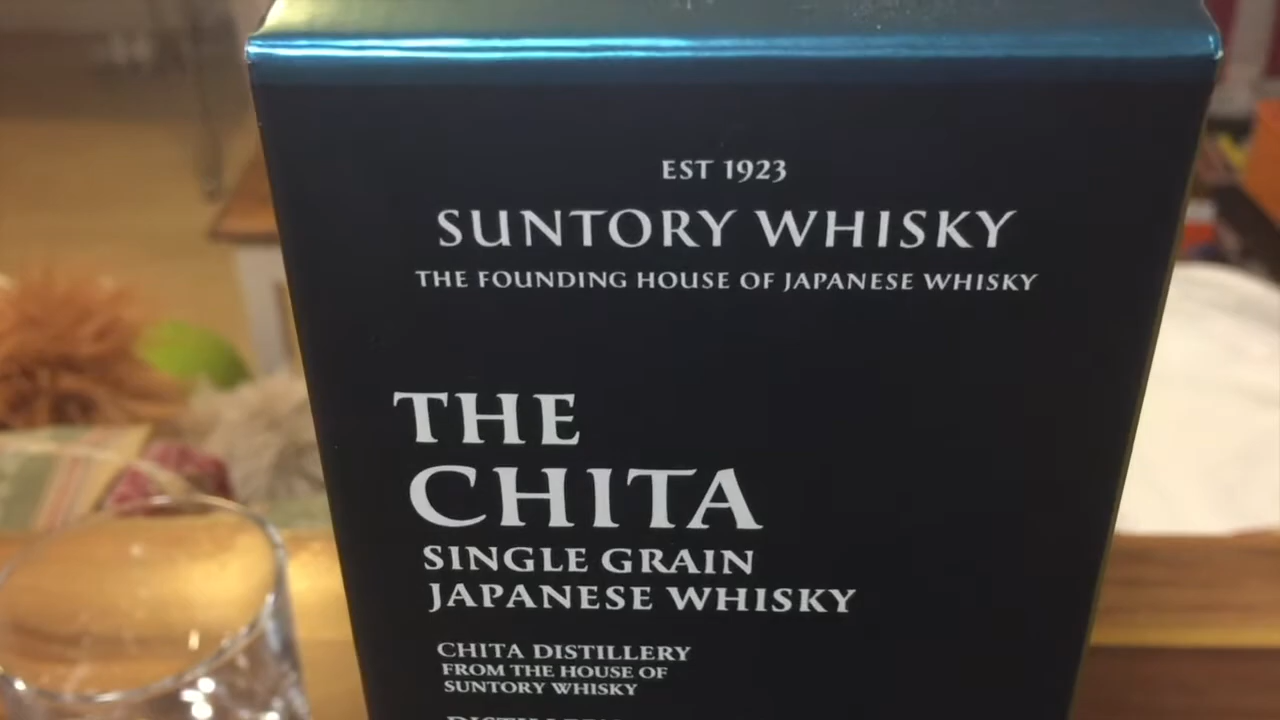 EST 1923
SUNTORY WHISKY
THE FOUNDING HOUSE OF JAPANESE WHISKY
THE
CHITA
SINGLE GRAIN
JAPANESE WHISKY
CHITA DISTILLERY
FROM THE HOUSE OF
SUNTORY WHISKY